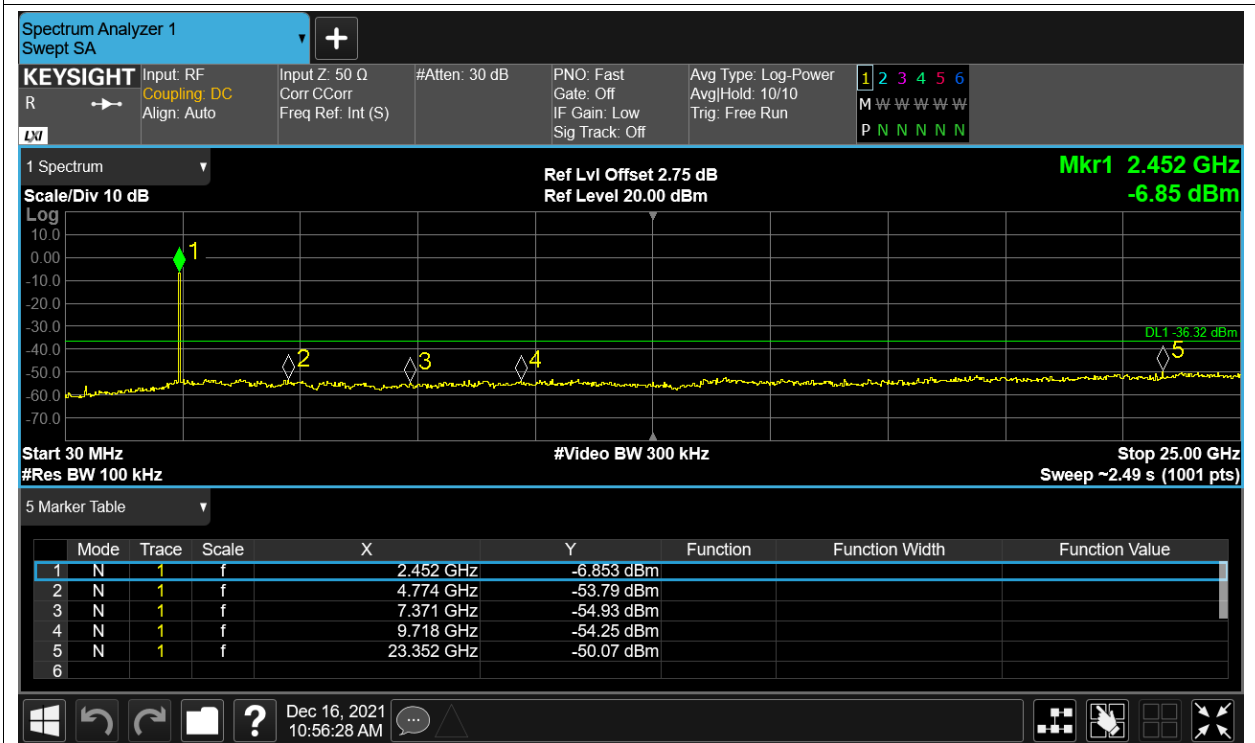 Spectrum Analyzer 1
Swept SA
KEYSIGHT Input: RF Input Z: 50 Ω #Atten: 30 dB PNO: Fast Avg Type: Log-Power 1 2 3 4 5 6
R Coupling: DC Corr CCorr Gate: Off Avg|Hold: 10/10 M W W W W W
Align: Auto Freq Ref: Int (S) IF Gain: Low Trig: Free Run
LXI Sig Track: Off P N N N N N
1 Spectrum Ref Lvl Offset 2.75 dB Mkr1 2.452 GHz
Scale/Div 10 dB Ref Level 20.00 dBm -6.85 dBm
Log
10.0
0.00 1
-10.0
-20.0
-30.0 DL1 -36.32 dBm
-40.0 2 3 4 5
-50.0
-60.0
-70.0
Start 30 MHz #Video BW 300 kHz Stop 25.00 GHz
#Res BW 100 kHz Sweep ~2.49 s (1001 pts)
5 Marker Table
Mode Trace Scale X Y Function Function Width Function Value
1 N 1 f 2.452 GHz -6.853 dBm
2 N 1 f 4.774 GHz -53.79 dBm
3 N 1 f 7.371 GHz -54.93 dBm
4 N 1 f 9.718 GHz -54.25 dBm
5 N 1 f 23.352 GHz -50.07 dBm
6
? Dec 16, 2021
10:56:28 AM